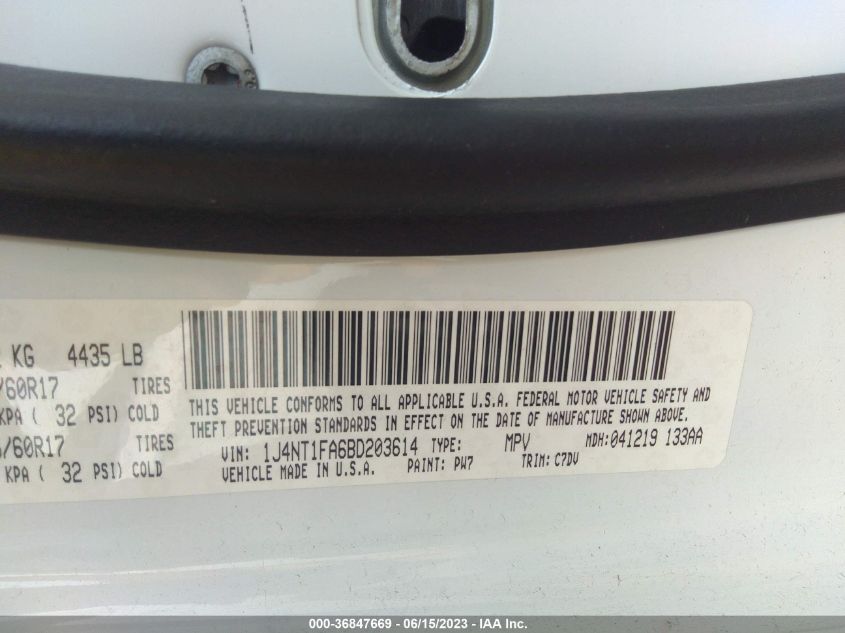 KG 4435 LB
/60R17 TIRES
KPA ( 32 PSI) COLD
/60R17 TIRES
KPA ( 32 PSI) COLD
THIS VEHICLE CONFORMS TO ALL APPLICABLE U.S.A. FEDERAL MOTOR VEHICLE SAFETY AND
THEFT PREVENTION STANDARDS IN EFFECT ON THE DATE OF MANUFACTURE SHOWN ABOVE.
VIN: 1J4NT1FA6BD203614 TYPE: MPV MDH:041219 133AA
VEHICLE MADE IN U.S.A. PAINT: PW7 TRIM: C7DV
000-36847669 - 06/15/2023 - IAAI Inc.